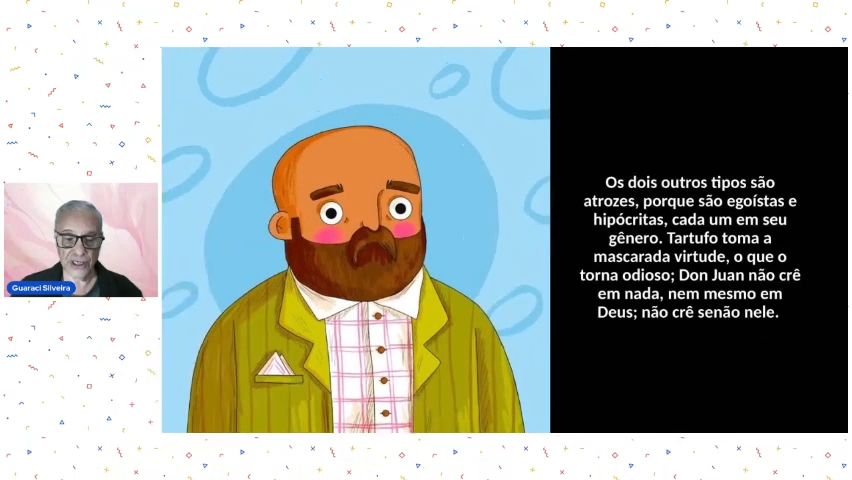 Os dois outros tipos são
atrozes, porque são egoístas e
hipócritas, cada um em seu
gênero. Tartufo toma a
mascarada virtude, o que o
torna odioso; Don Juan não crê
em nada, nem mesmo em
Deus; não crê senão nele.
Guaraci Silveira